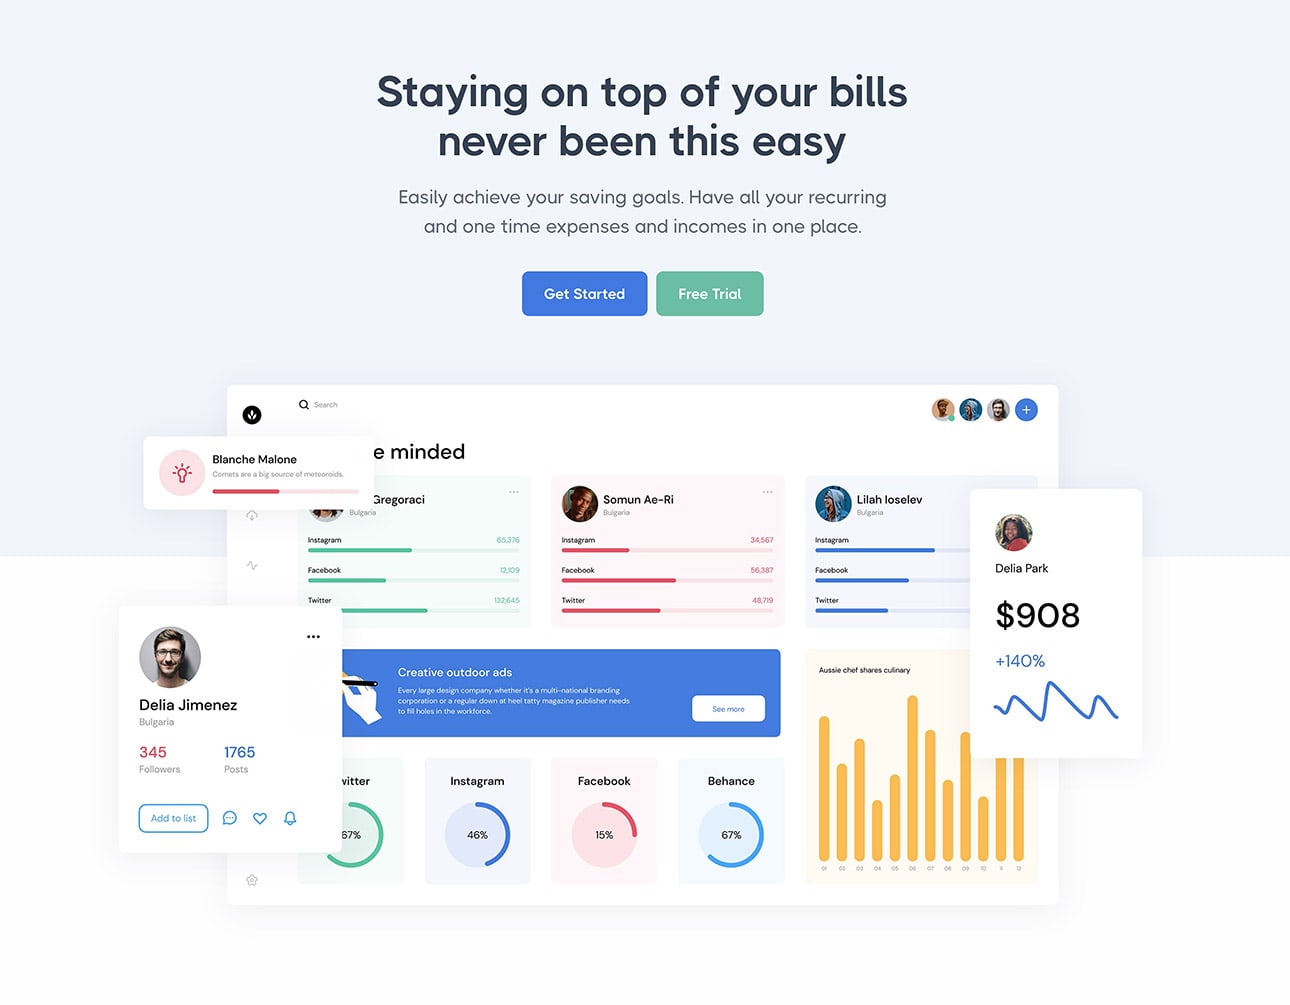 Staying on top of your bills
never been this easy
Easily achieve your saving goals. Have all your recurring
and one time expenses and incomes in one place.
Get Started
Free Trial
Search
e minded
Blanche Malone
Comets are a big source of meteoroids.
Gregoraci
Bulgaria
Instagram 65,376
Facebook 12,109
Twitter 132,645
Somun Ae-Ri
Bulgaria
Instagram 34,567
Facebook 56,387
Twitter 48,719
Lilah Ioselev
Bulgaria
Instagram
Facebook
Twitter
Delia Park
$908
+140%
Delia Jimenez
Bulgaria
345 1765
Followers Posts
Add to list
Creative outdoor ads
Every large design company whether it's a multi-national branding
corporation or a regular down at heel tatty magazine publisher needs
to fill holes in the workforce.
See more
Aussie chef shares culinary
01 02 03 04 05 06 07 08 09 10 11 12
witter
67%
Instagram
46%
Facebook
15%
Behance
67%